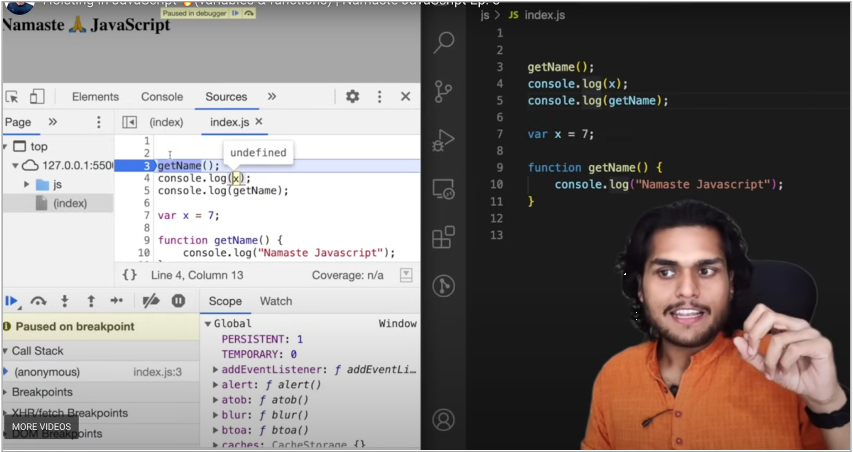 Hoisting in JavaScript 🔥(variables & functions) | Namaste JavaScript Ep. 3
Paused in debugger
Namaste 🙏 JavaScript
Elements Console Sources »
Page » ⋮ (index) index.js ×
top
127.0.0.1:550
js
(index)
1
2
3 getName();
undefined
4 console.log(x);
5 console.log(getName);
6
7 var x = 7;
8
9 function getName() {
10 console.log("Namaste Javascript");
{} Line 4, Column 13 Coverage: n/a
Paused on breakpoint
Call Stack
(anonymous) index.js:3
Breakpoints
XHR/fetch Breakpoints
DOM Breakpoints
MORE VIDEOS
Scope Watch
Global Window
PERSISTENT: 1
TEMPORARY: 0
addEventListener: ƒ addEventLi…
alert: ƒ alert()
atob: ƒ atob()
blur: ƒ blur()
btoa: ƒ btoa()
caches: CacheStorage {}
js > JS index.js
1
2
3 getName();
4 console.log(x);
5 console.log(getName);
6
7 var x = 7;
8
9 function getName() {
10 console.log("Namaste Javascript");
11 }
12
13